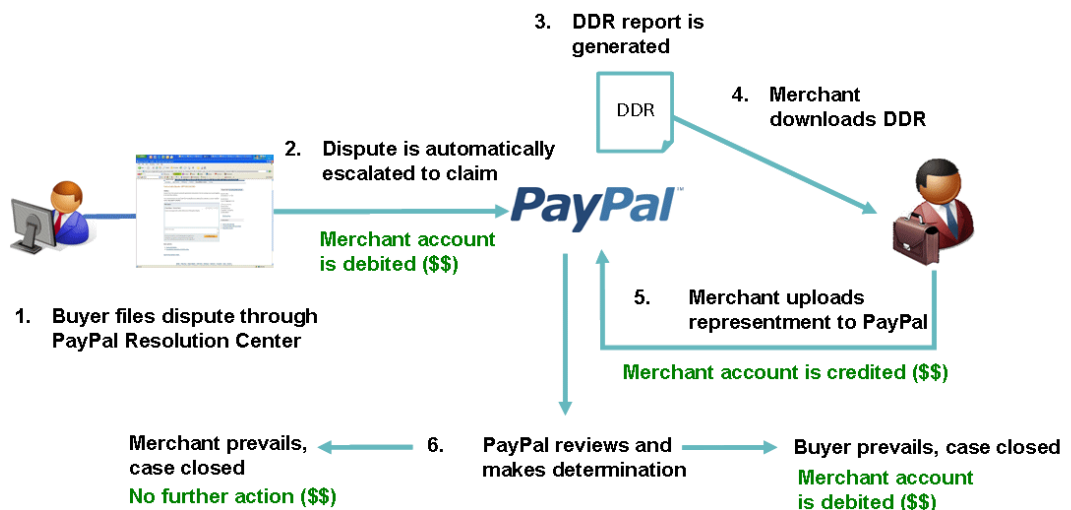 3. DDR report is
generated
DDR
4. Merchant
downloads DDR
2. Dispute is automatically
escalated to claim
PayPal™
Merchant account
is debited ($$)
1. Buyer files dispute through
PayPal Resolution Center
5. Merchant uploads
representment to PayPal
Merchant account is credited ($$)
Merchant prevails,
case closed
No further action ($$)
6. PayPal reviews and
makes determination
Buyer prevails, case closed
Merchant account
is debited ($$)